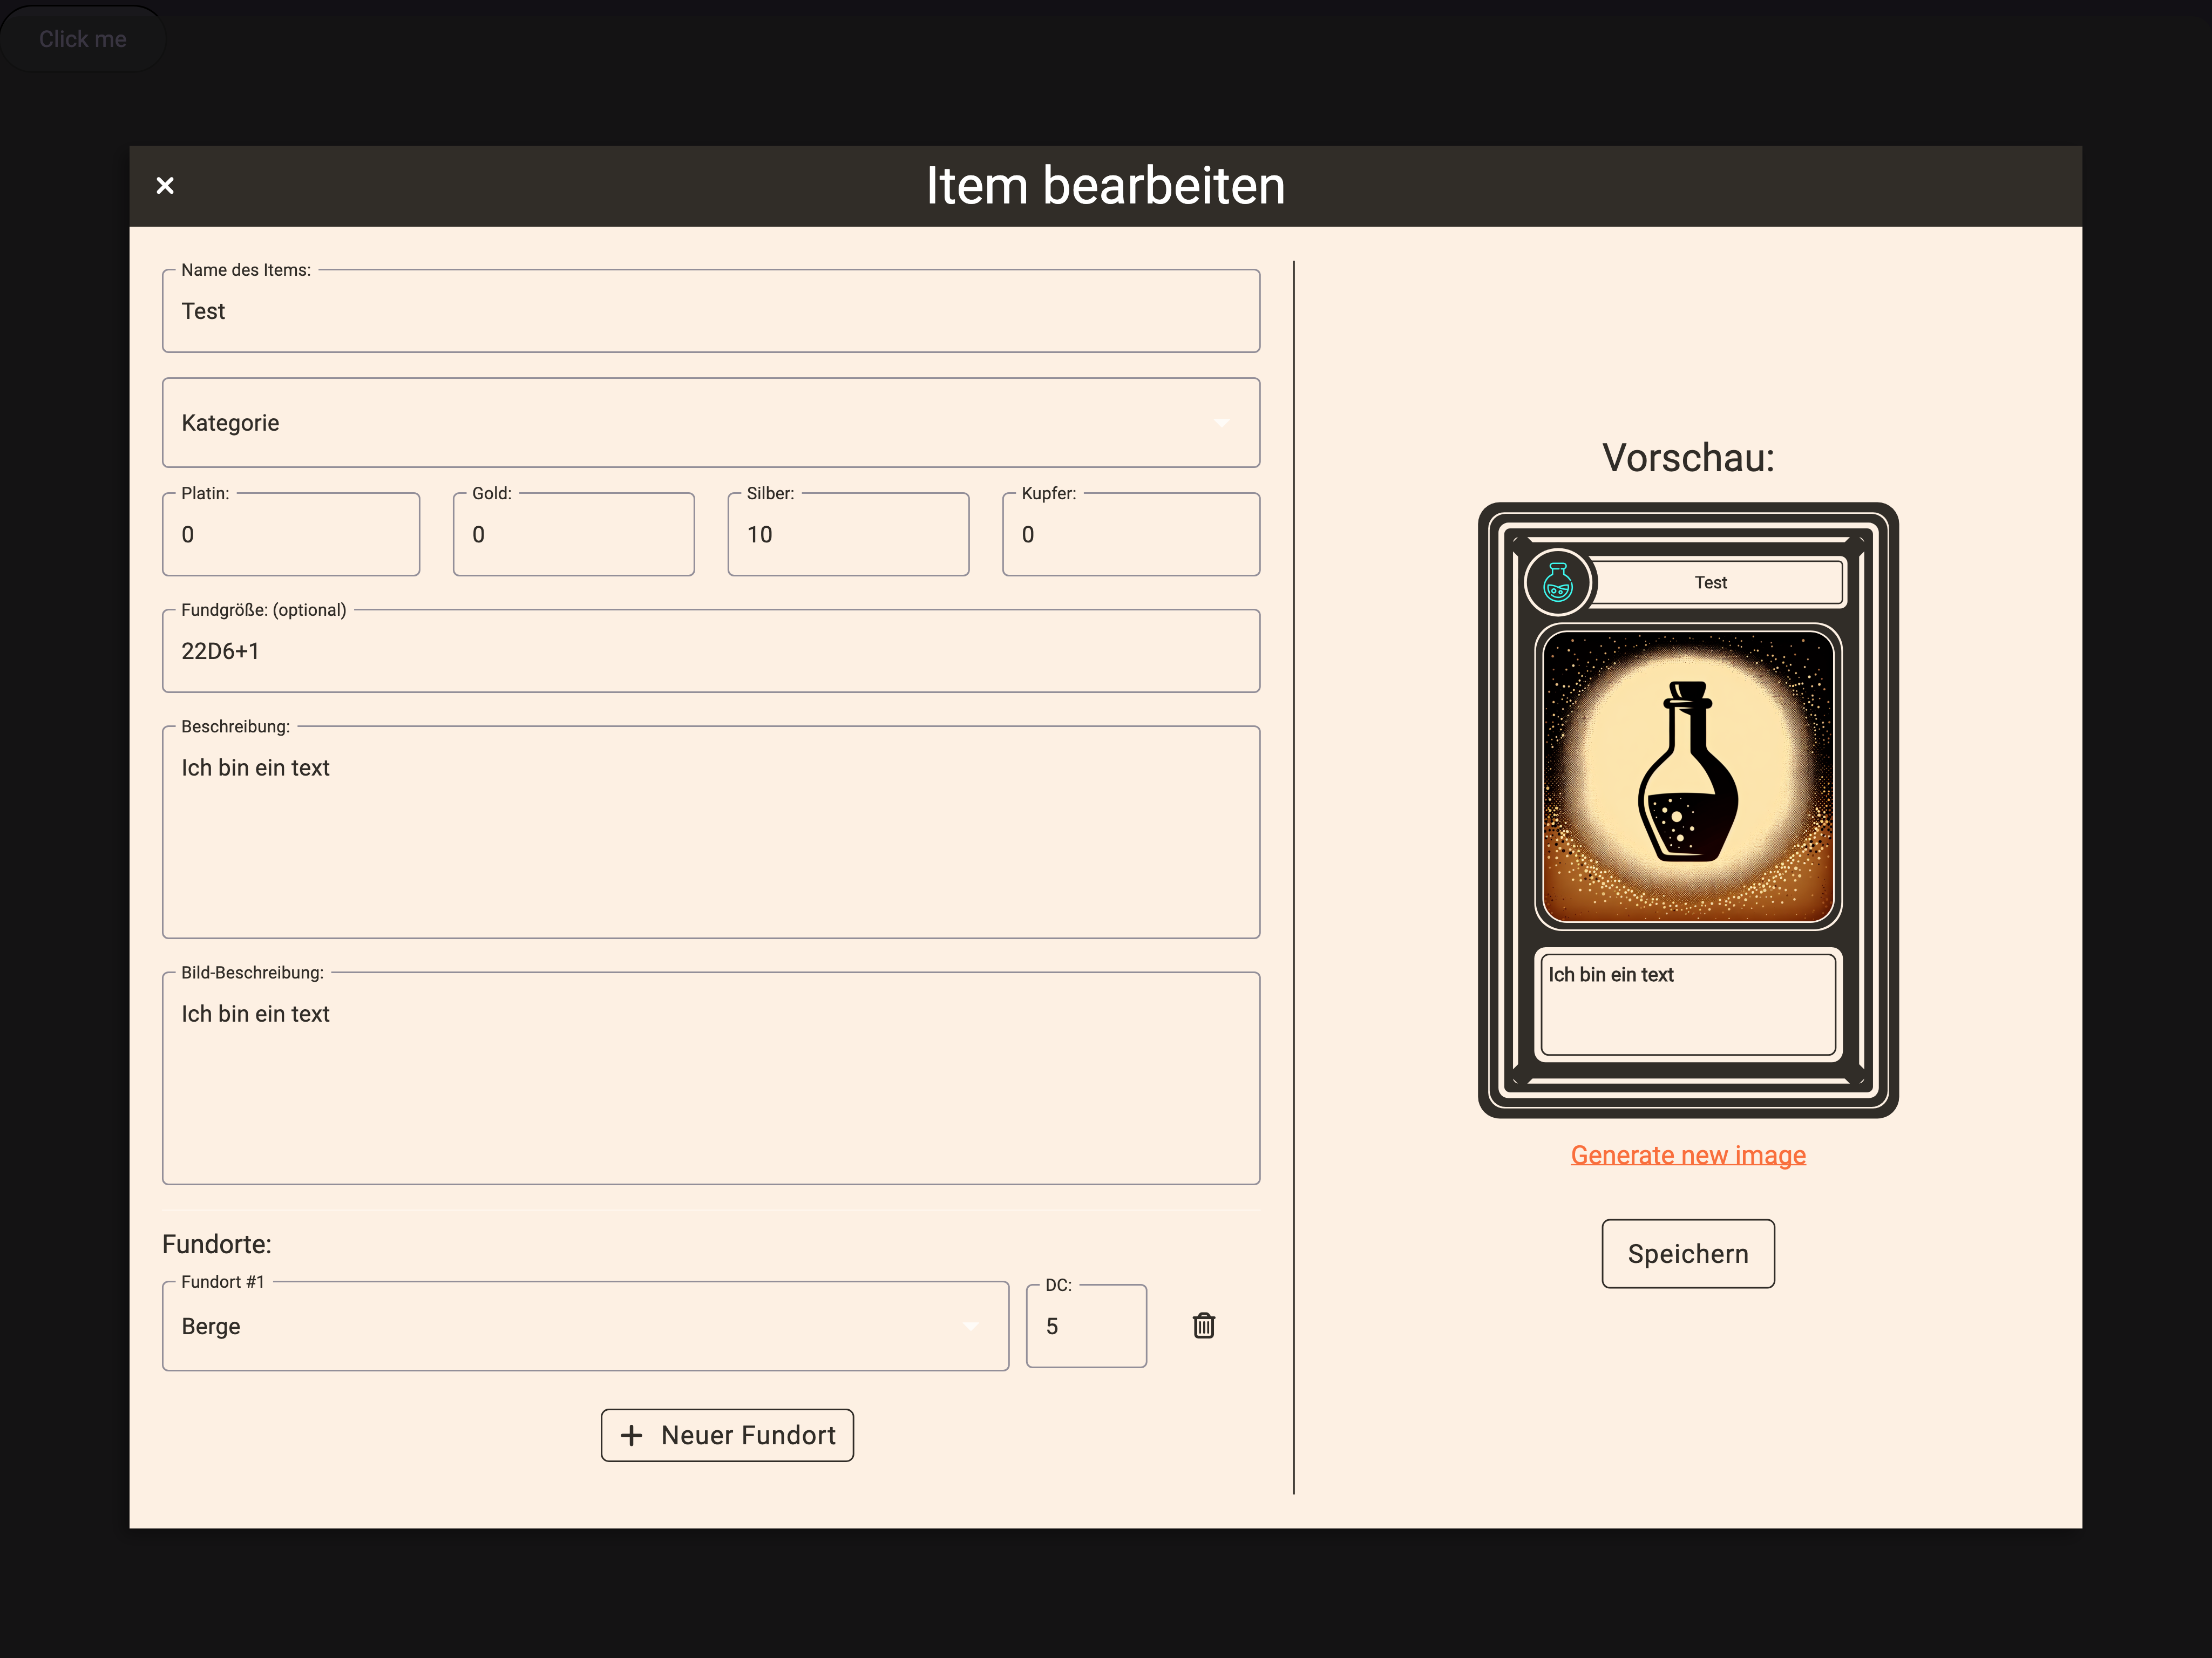 Click me
Item bearbeiten
Name des Items:
Test
Kategorie
Platin:
0
Gold:
0
Silber:
10
Kupfer:
0
Fundgröße: (optional)
22D6+1
Beschreibung:
Ich bin ein text
Bild-Beschreibung:
Ich bin ein text
Fundorte:
Fundort #1
Berge
DC:
5
Neuer Fundort
Vorschau:
Test
Ich bin ein text
Generate new image
Speichern